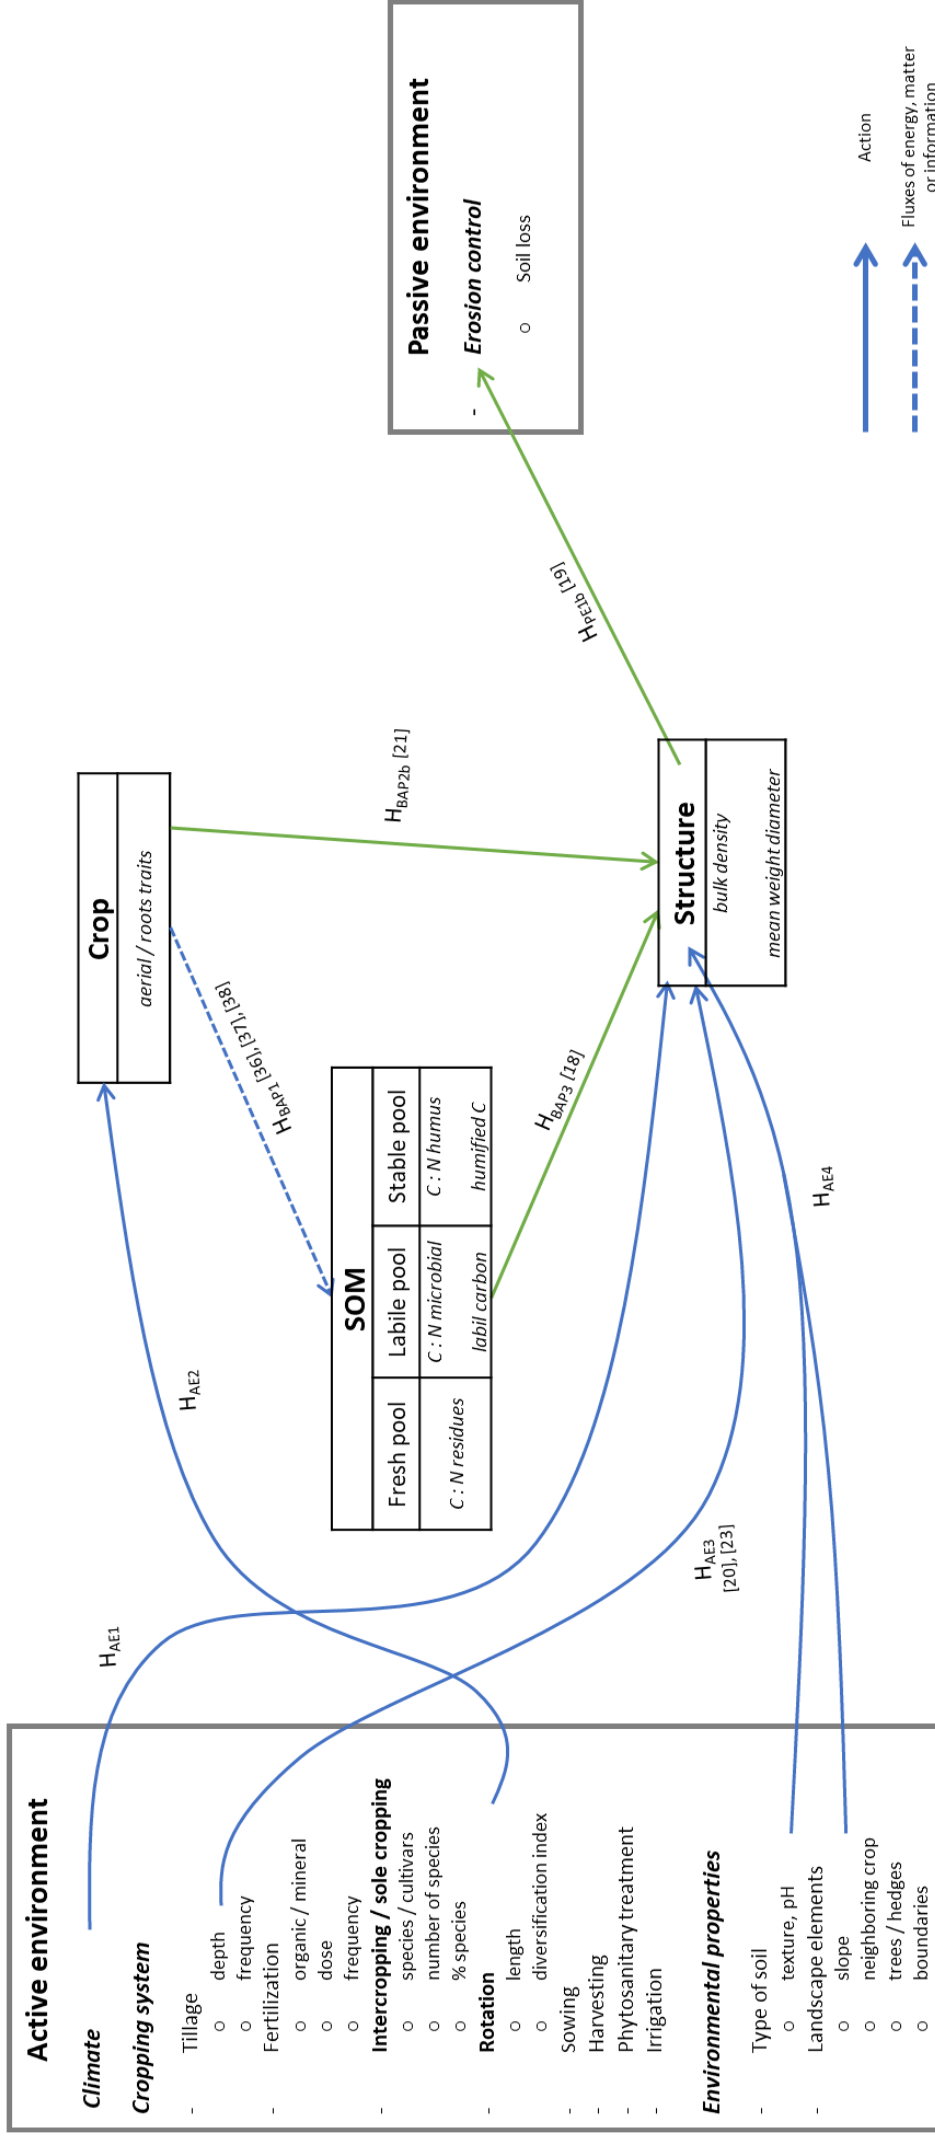 Active environment
Climate
Cropping system
- Tillage
○ depth
○ frequency
- Fertilization
○ organic / mineral
○ dose
○ frequency
- Intercropping / sole cropping
○ species / cultivars
○ number of species
○ % species
- Rotation
○ length
○ diversification index
- Sowing
- Harvesting
- Phytosanitary treatment
- Irrigation
Environmental properties
- Type of soil
○ texture, pH
- Landscape elements
○ slope
○ neighboring crop
○ trees / hedges
○ boundaries
HAE1
HAE2
HAE3
[20],[23]
HAE4
SOM
Fresh pool
Labile pool
Stable pool
C : N residues
C : N microbial
labil carbon
C : N humus
humified C
Crop
aerial / roots traits
HBAP1 [36],[37],[38]
HBAP2b [21]
HBAP3 [18]
Structure
bulk density
mean weight diameter
HPE1b [19]
Passive environment
- Erosion control
○ Soil loss
Action
Fluxes of energy, matter
or information